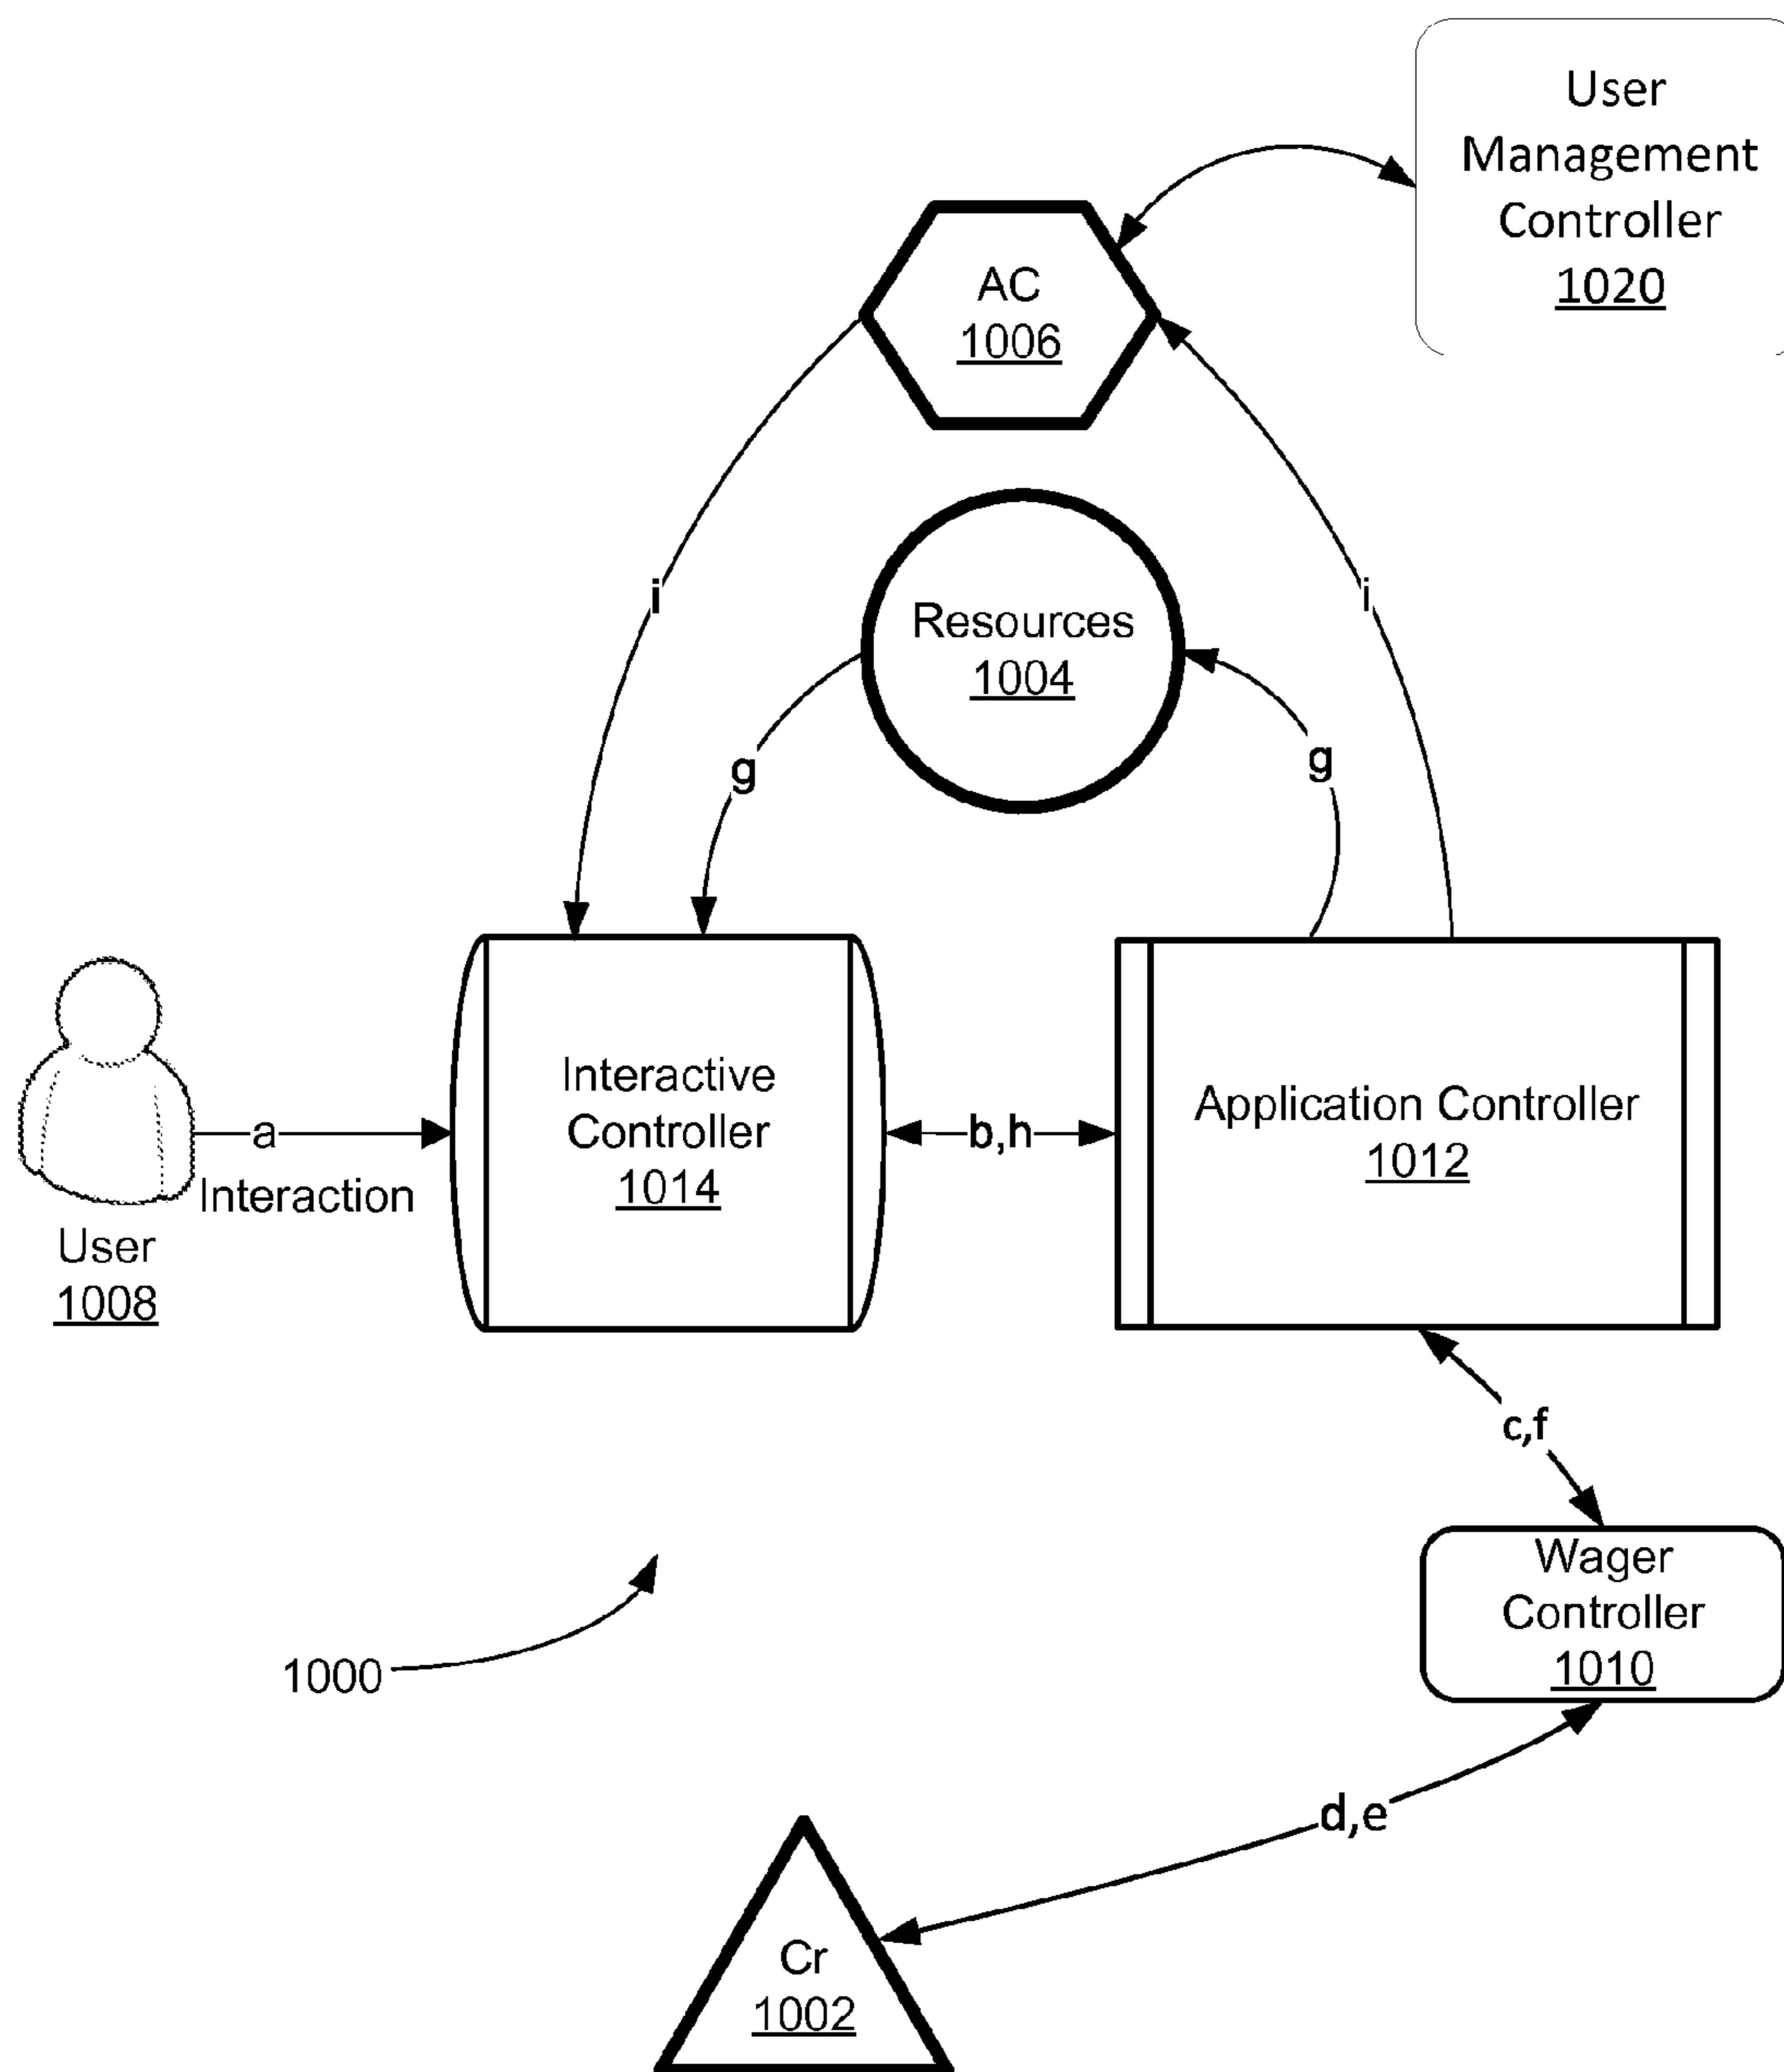 User
Management
Controller
1020
AC
1006
i
i
Resources
1004
g
g
Interactive
Controller
1014
Application Controller
1012
a
b,h
Interaction
User
1008
c,f
Wager
Controller
1010
1000
d,e
Cr
1002